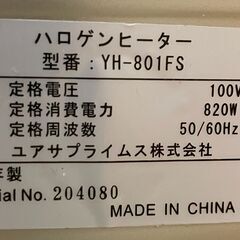 ハロゲンヒーター
型番：YH-801FS
定格電圧 100V
定格消費電力 820W
定格周波数 50/60Hz
ユアサプライムス株式会社
年製
rial No. 204080
MADE IN CHINA